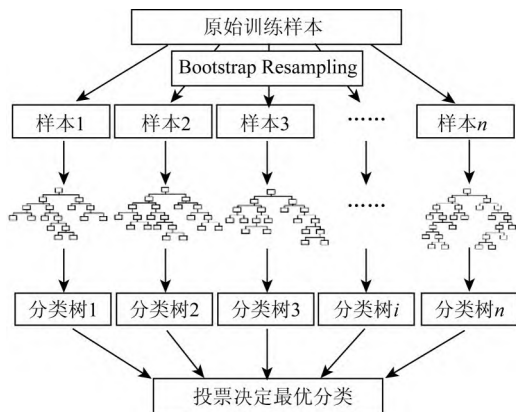 原始训练样本
Bootstrap Resampling
样本1
样本2
样本3
……
样本n
……
分类树1
分类树2
分类树3
分类树i
分类树n
投票决定最优分类